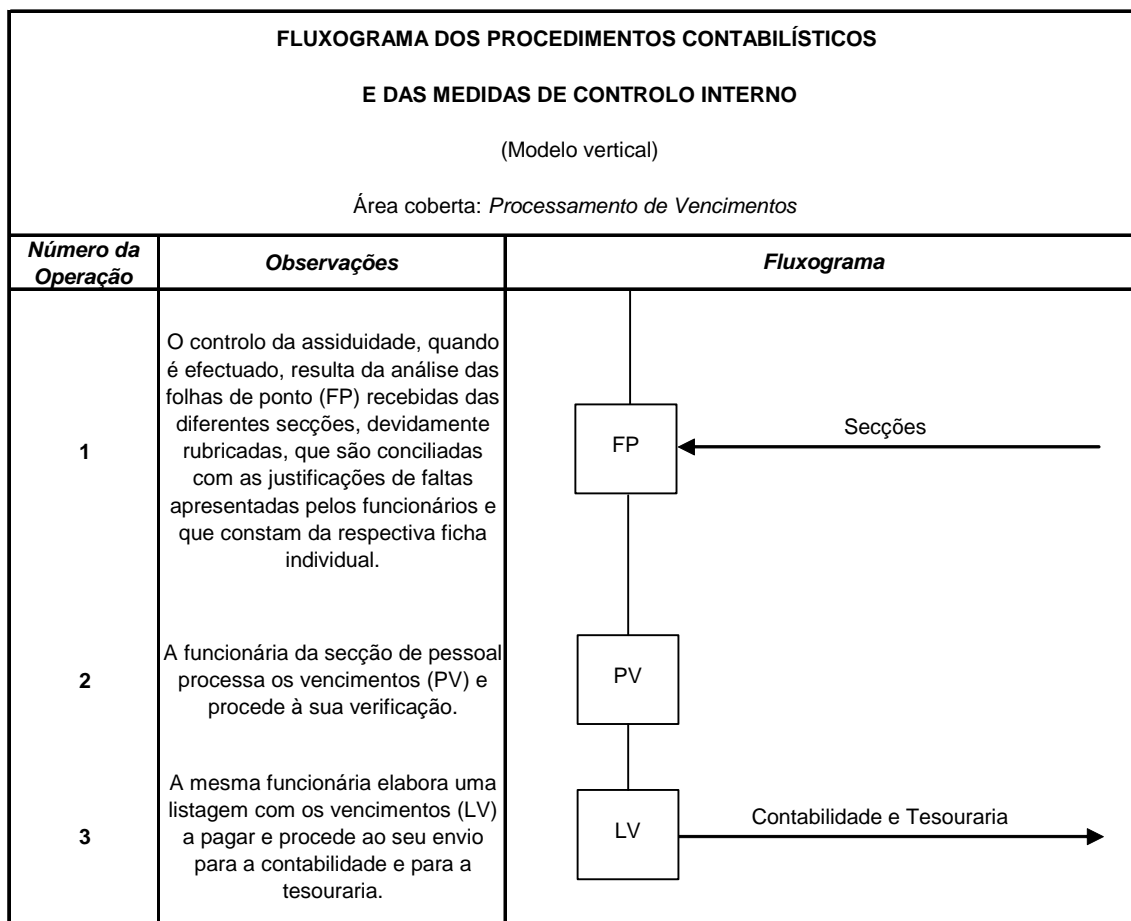 FLUXOGRAMA DOS PROCEDIMENTOS CONTABILÍSTICOS
E DAS MEDIDAS DE CONTROLO INTERNO
(Modelo vertical)
Área coberta: Processamento de Vencimentos
Número da
Operação
Observações
Fluxograma
1
O controlo da assiduidade, quando
é efectuado, resulta da análise das
folhas de ponto (FP) recebidas das
diferentes secções, devidamente
rubricadas, que são conciliadas
com as justificações de faltas
apresentadas pelos funcionários e
que constam da respectiva ficha
individual.
FP
Secções
2
A funcionária da secção de pessoal
processa os vencimentos (PV) e
procede à sua verificação.
PV
3
A mesma funcionária elabora uma
listagem com os vencimentos (LV)
a pagar e procede ao seu envio
para a contabilidade e para a
tesouraria.
LV
Contabilidade e Tesouraria